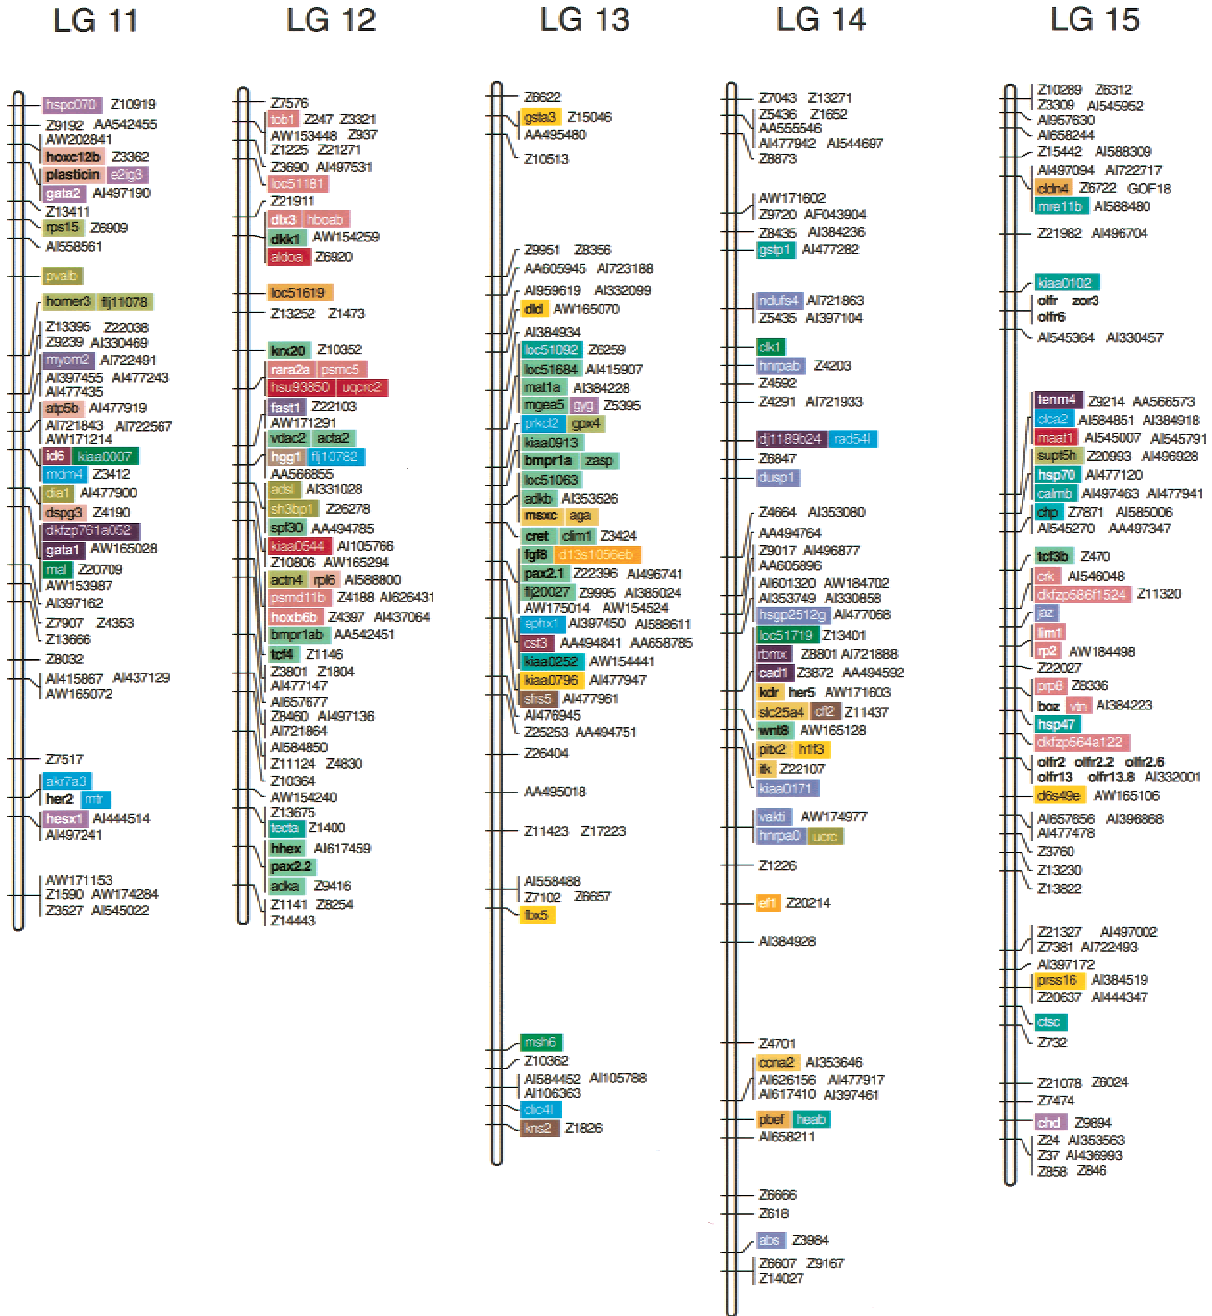 LG 11
hspc070 Z10919
Z9192 AA542455
AW202841
hoxc12b Z3362
plasticin e2ig3
gata2 AI497190
Z13411
rps15 Z6909
AI558561
pvalb
homer3 flj11078
Z13395 Z22038
Z9239 AI330469
myom2 AI722491
AI397455 AI477243
AI477435
atp5b AI477919
AI721843 AI722567
AW171214
id6 kiaa0007
mdm4 Z3412
dia1 AI477900
dspg3 Z4190
dkfzp761a052
gata1 AW165028
mal Z20709
AW153987
AI397162
Z7907 Z4353
Z13666
Z8032
AI415867 AI437129
AW165072
Z7517
akr7a3
her2 mtr
hesx1 AI444514
AI497241
AW171153
Z1590 AW174284
Z3527 AI545022
LG 12
Z7576
tob1 Z247 Z3321
AW153448 Z937
Z1225 Z21271
Z3690 AI497531
loc51181
Z21911
dlx3 hboab
dkk1 AW154259
aldoa Z6920
loc51619
Z13252 Z1473
krx20 Z10352
rara2a psmc5
hsu93850 uqcrc2
fast1 Z22103
AW171291
vdac2 acta2
hgg1 flj10782
AA566855
adsl AI331028
sh3bp1 Z26278
spf30 AA494785
kiaa0544 AI105766
Z10806 AW165294
actn4 rpl6 AI588800
psmd11b Z4188 AI626431
hoxb6b Z4397 AI437064
bmpr1ab AA542451
tcf4 Z1146
Z3801 Z1804
AI477147
AI657677
Z8460 AI497136
AI721864
AI584850
Z11124 Z4830
Z10364
AW154240
Z13675
tecta Z1400
hhex AI617459
pax2.2
adka Z9416
Z1141 Z8254
Z14443
LG 13
Z6622
gsta3 Z15046
AA495480
Z10513
Z9951 Z8356
AA605945 AI723188
AI959619 AI332099
dld AW165070
AI384934
loc51092 Z6259
loc51684 AI415907
mat1a AI384228
mgea5 gyg Z5395
prkcl2 gpx4
kiaa0913
bmpr1a zasp
loc51063
adkb AI353526
msxc aga
cret clim1 Z3424
fgf8 d13s1056eb
pax2.1 Z22396 AI496741
flj20027 Z9995 AI385028
AW175014 AW154524
ephx1 AI397450 AI588611
cst3 AA494841 AA658785
kiaa0252 AW154441
kiaa0796 AI477947
sfrs5 AI477961
AI476945
Z25253 AA494751
Z26404
AA495018
Z11423 Z17223
AI558488
Z7102 Z6657
fbx5
msh6
Z10362
AI584452 AI105788
AI106363
clic4l
kns2 Z1826
LG 14
Z7043 Z13271
Z5436 Z1652
AA555546
AI477942 AI544697
Z8873
AW171602
Z9720 AF043904
Z8435 AI384236
gstp1 AI477282
ndufs4 AI721863
Z5435 AI397104
clk1
hnrpab Z4203
Z4592
Z4291 AI721933
dj1189b24 rad54l
Z6847
dusp1
Z4664 AI353080
AA494764
Z9017 AI496877
AA605896
AI601320 AW184702
AI353749 AI330858
hsgp2512g AI477068
loc51719 Z13401
rbmx Z8801 AI721888
cad1 Z3872 AA494592
kdr her5 AW171603
slc25a4 cfl2 Z11437
wnt8 AW165128
pitx2 h1f3
itk Z22107
kiaa0171
vakti AW174977
hnrpa0 ucrc
Z1226
eif1 Z20214
AI384928
Z4701
ccna2 AI353646
AI626156 AI477917
AI617410 AI397461
pbef heab
AI658211
Z6666
Z618
abs Z3984
Z6607 Z9167
Z14027
LG 15
Z10289 Z6312
Z3309 AI545952
AI957630
AI658244
Z15442 AI588309
AI497094 AI722717
cldn4 Z6722 GOF18
mre11b AI588480
Z21982 AI496704
kiaa0102
olfr zor3
olfr6
AI545364 AI330457
tenm4 Z9214 AA566573
clca2 AI584851 AI384918
maat1 AI545007 AI545791
supt5h Z20993 AI496928
hsp70 AI477120
calmb AI497463 AI477941
chp Z7871 AI585006
AI545270 AA497347
tcf3b Z470
crk AI546048
dkfzp586f1524 Z11320
jaz
lim1
rp2 AW184498
Z22027
prp8 Z8336
boz vtn AI384223
hsp47
dkfzp564a122
olfr2 olfr2.2 olfr2.6
olfr13 olfr13.8 AI332001
d6s49e AW165106
AI657656 AI396868
AI477478
Z3760
Z13230
Z13822
Z21327 AI497002
Z7381 AI722493
AI397172
prss16 AI384519
Z20637 AI444347
ctsc
Z732
Z21078 Z6024
Z7474
chd Z9894
Z24 AI353563
Z37 AI436993
Z858 Z846